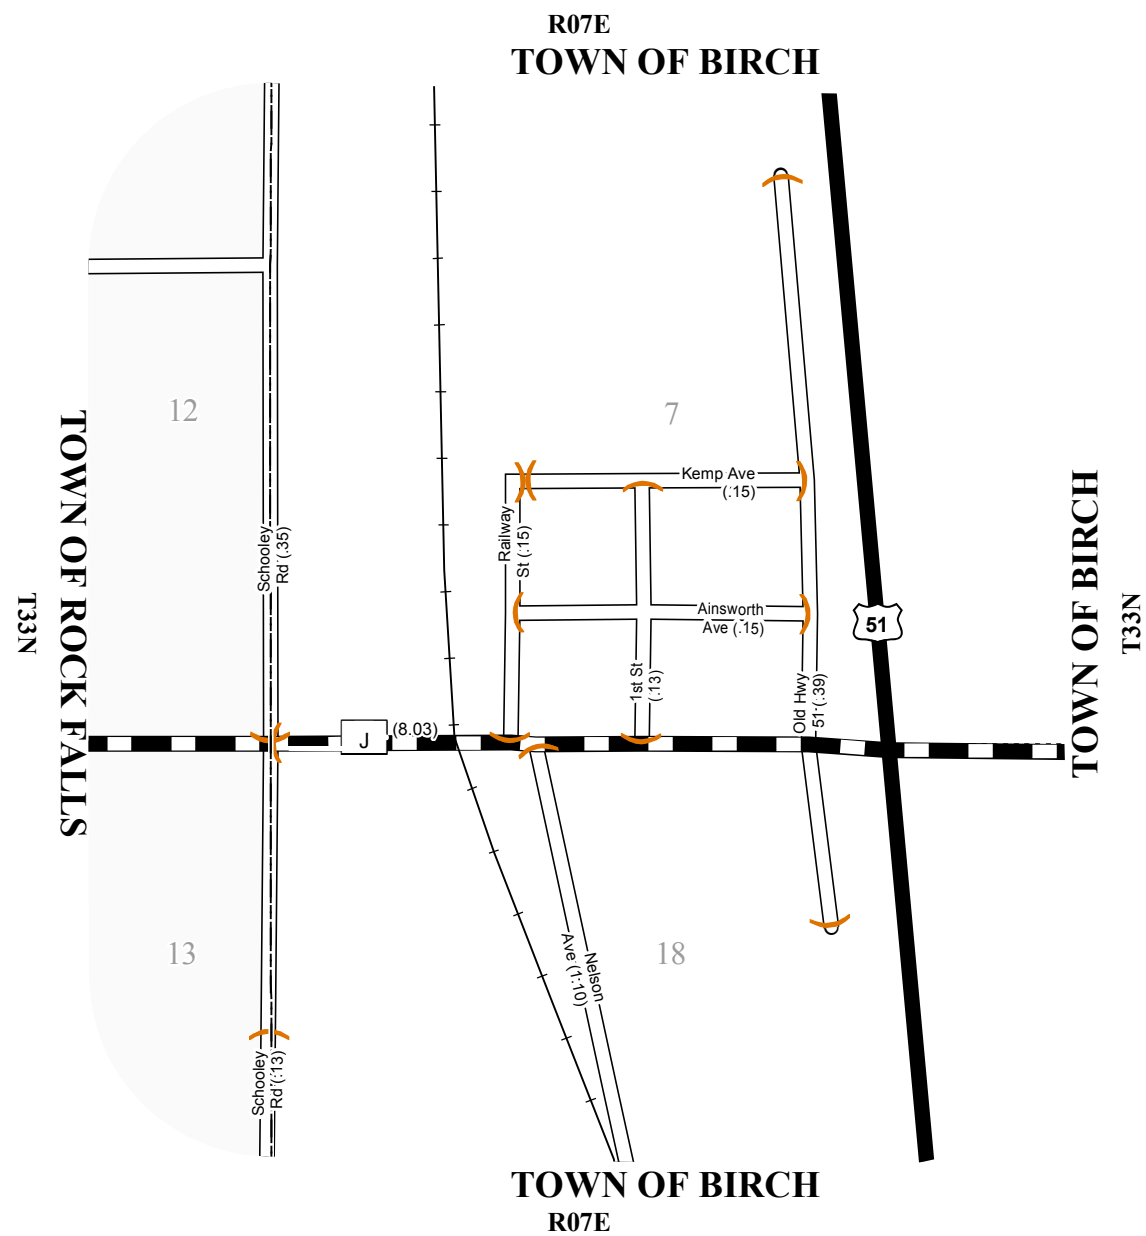 R07E
TOWN OF BIRCH
12
7
TOWN OF ROCK FALLS
T33N
TOWN OF BIRCH
T33N
Kemp Ave
(.15)
Railway
St (.15)
Schooley
Rd (.35)
Ainsworth
Ave (.15)
51
1st St
(.13)
Old Hwy
51 (.39)
J
(8.03)
13
18
Nelson
Ave (1.10)
Schooley
Rd (.13)
TOWN OF BIRCH
R07E